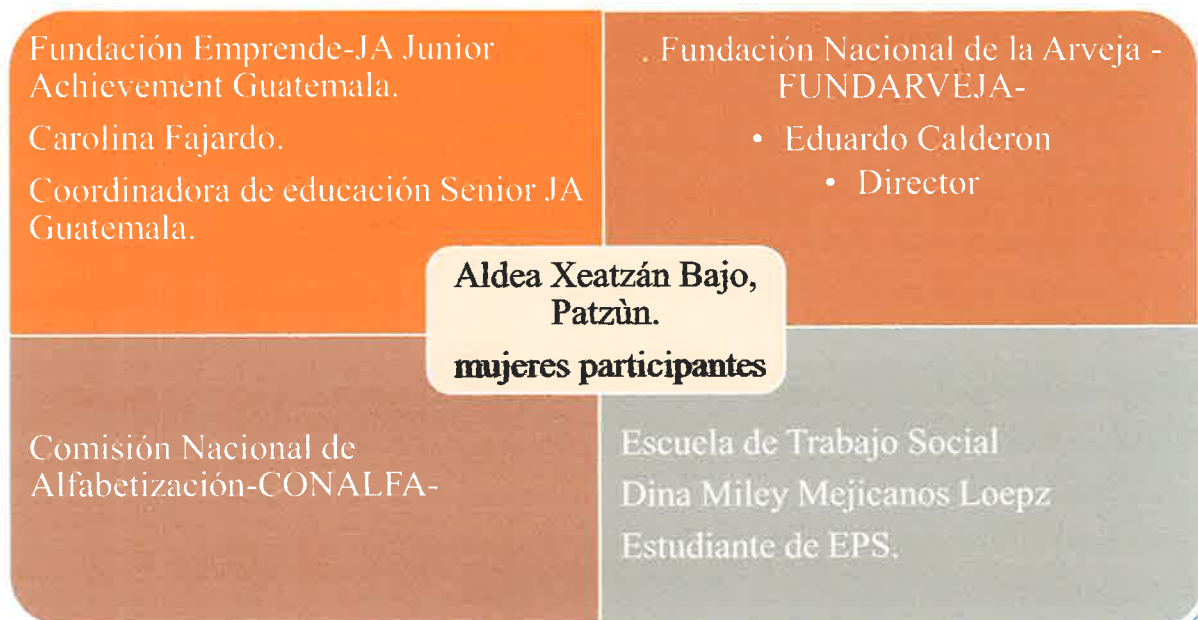 Fundación Emprende-JA Junior
Achievement Guatemala.
Carolina Fajardo.
Coordinadora de educación Senior JA
Guatemala.
. Fundación Nacional de la Arveja -
FUNDARVEJA-
• Eduardo Calderon
• Director
Aldea Xeatzán Bajo,
Patzùn.
mujeres participantes
Comisión Nacional de
Alfabetización-CONALFA-
Escuela de Trabajo Social
Dina Miley Mejicanos Loepz
Estudiante de EPS.